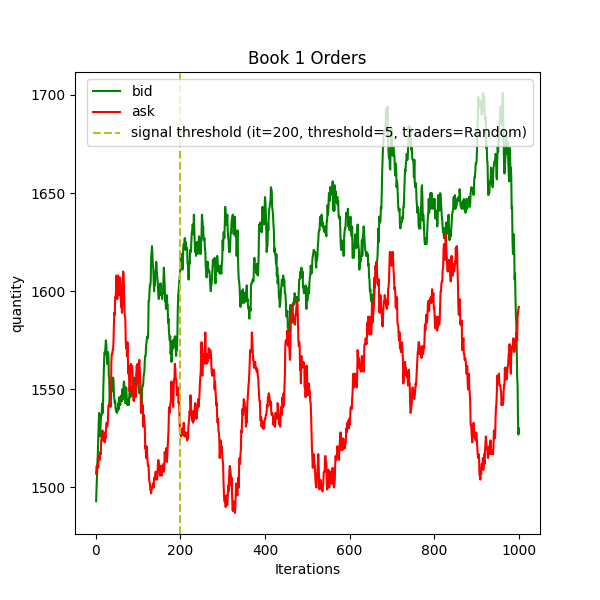 Book 1 Orders
bid
ask
signal threshold (it=200, threshold=5, traders=Random)
quantity
1700
1650
1600
1550
1500
0 200 400 600 800 1000
Iterations